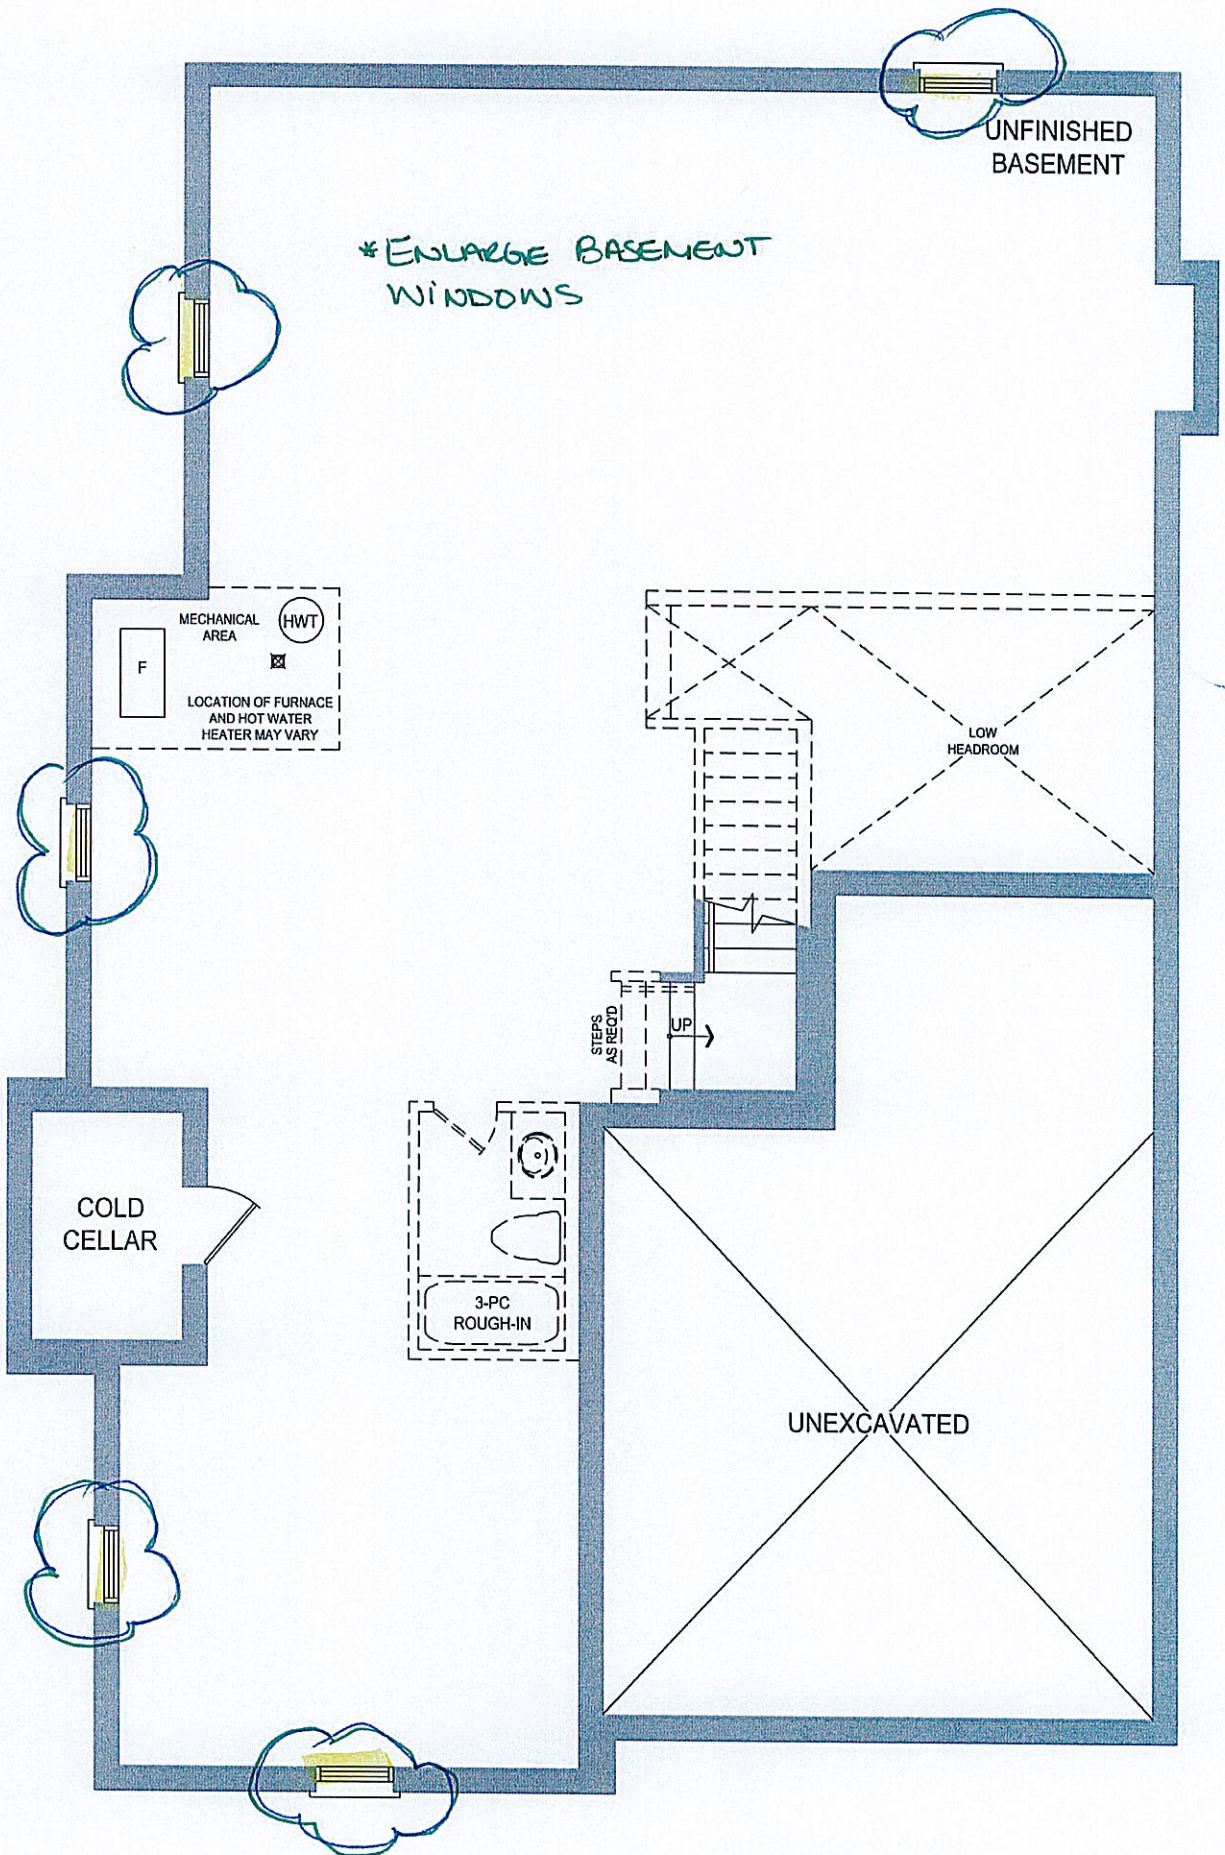 UNFINISHED
BASEMENT
*ENLARGE BASEMENT
WINDOWS
MECHANICAL
AREA
HWT
F
LOCATION OF FURNACE
AND HOT WATER
HEATER MAY VARY
LOW
HEADROOM
STEPS
AS REQ'D
UP
COLD
CELLAR
3-PC
ROUGH-IN
UNEXCAVATED